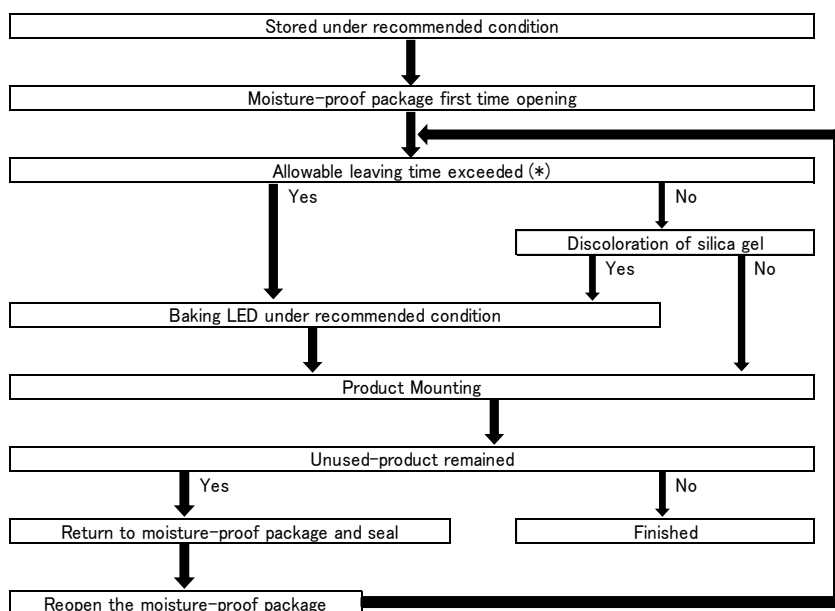 Stored under recommended condition
Moisture-proof package first time opening
Allowable leaving time exceeded (*)
Yes
No
Discoloration of silica gel
Yes
No
Baking LED under recommended condition
Product Mounting
Unused-product remained
Yes
No
Return to moisture-proof package and seal
Finished
Reopen the moisture-proof package